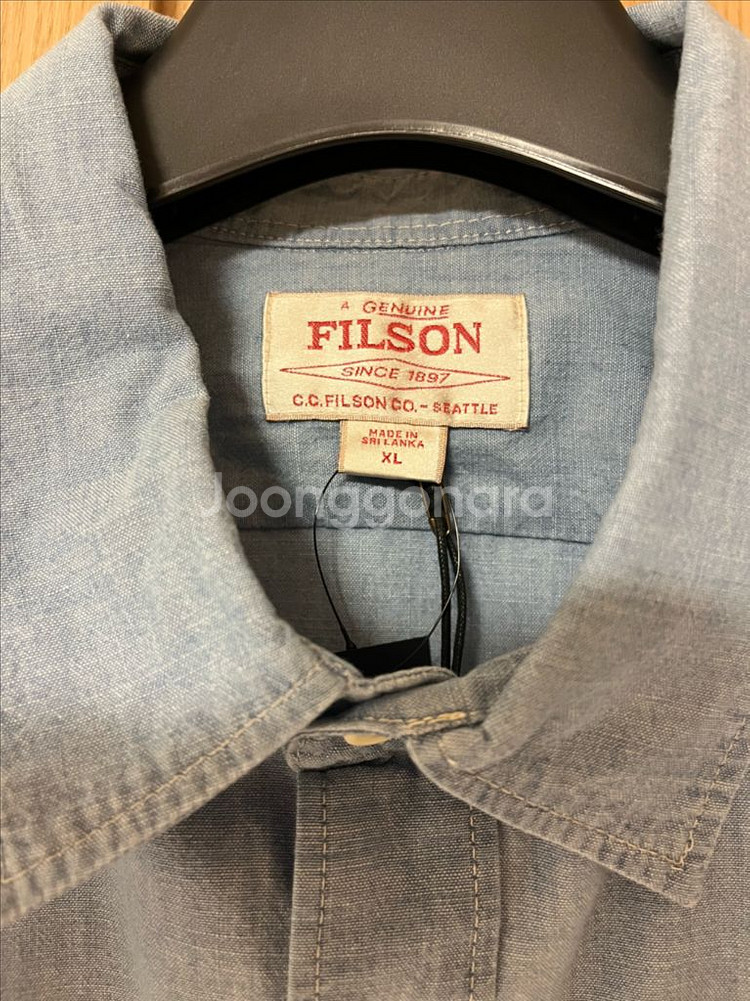 A GENUINE
FILSON
SINCE 1897
C.C.FILSON CO.- SEATTLE
MADE IN
SRI LANKA
XL
Joonggonara